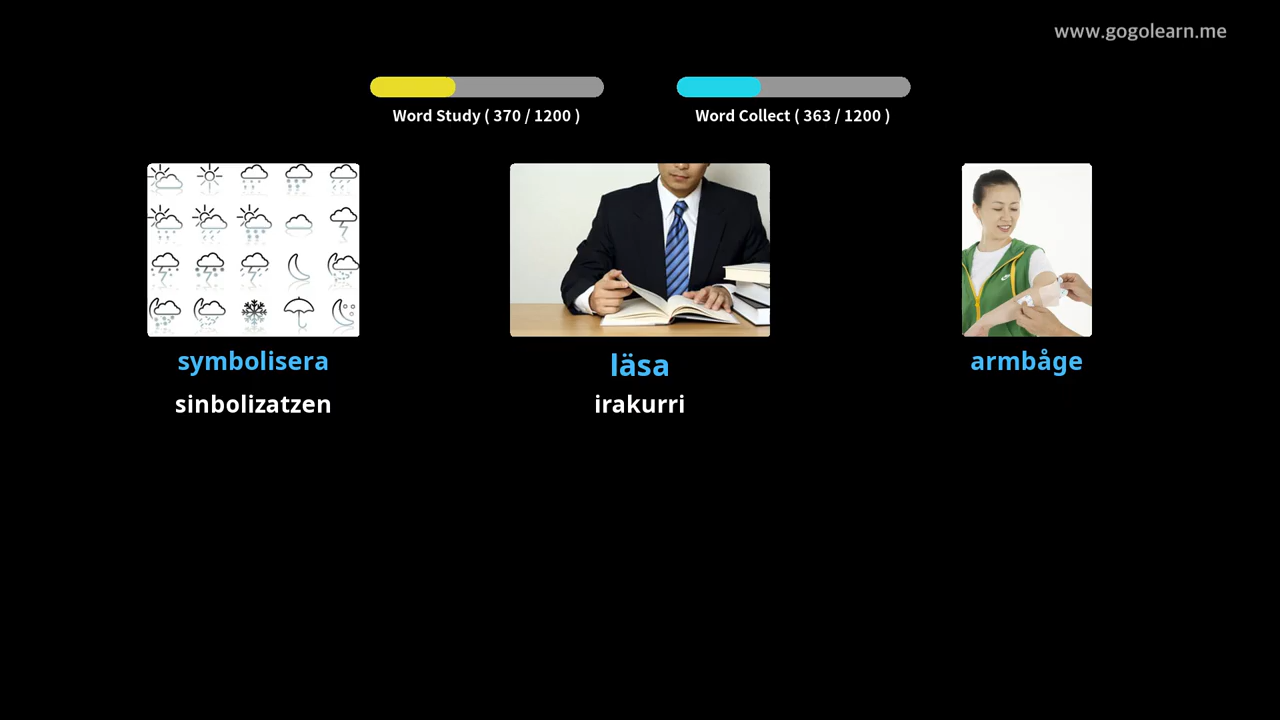 www.gogolearn.me
Word Study ( 370 / 1200 )
Word Collect ( 363 / 1200 )
symbolisera
läsa
armbåge
sinbolizatzen
irakurri